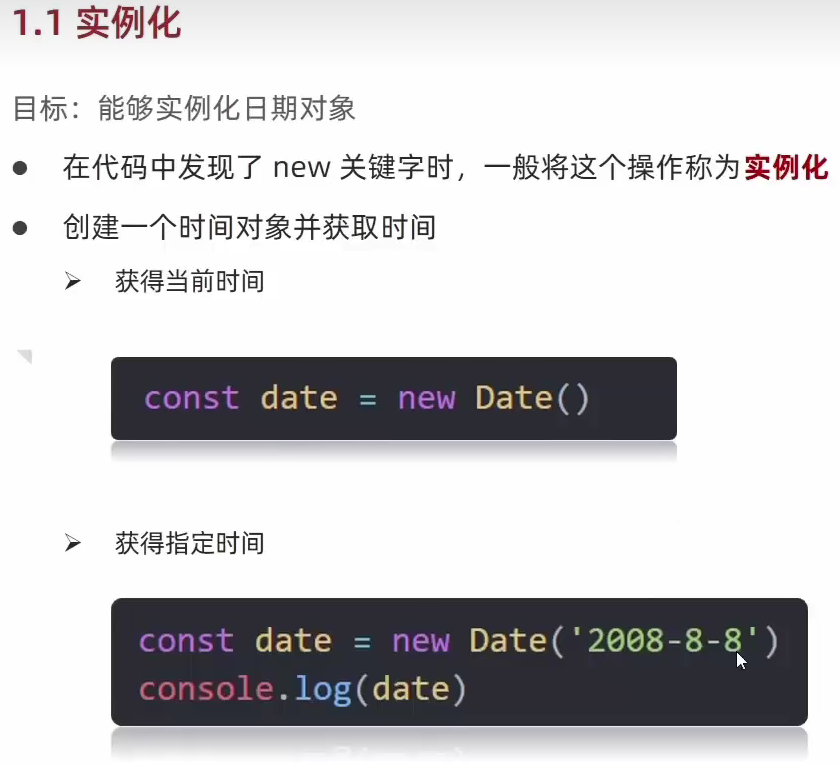 1.1 实例化
目标：能够实例化日期对象
● 在代码中发现了 new 关键字时，一般将这个操作称为实例化
● 创建一个时间对象并获取时间
➢ 获得当前时间
const date = new Date()
➢ 获得指定时间
const date = new Date('2008-8-8')
console.log(date)